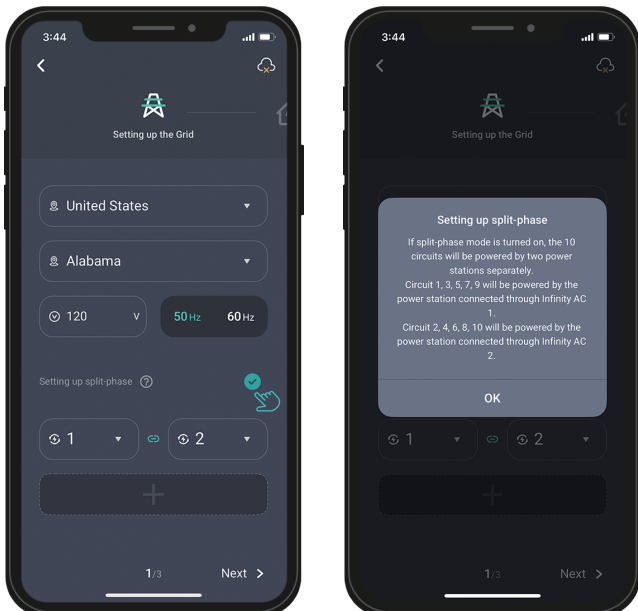 3:44
Setting up the Grid
United States
Alabama
120 V
50 Hz 60 Hz
Setting up split-phase ?
1 2
1/3 Next
3:44
Setting up the Grid
Setting up split-phase
If split-phase mode is turned on, the 10
circuits will be powered by two power
stations separately.
Circuit 1, 3, 5, 7, 9 will be powered by the
power station connected through Infinity AC
1.
Circuit 2, 4, 6, 8, 10 will be powered by the
power station connected through Infinity AC
2.
OK
1 2
1/3 Next